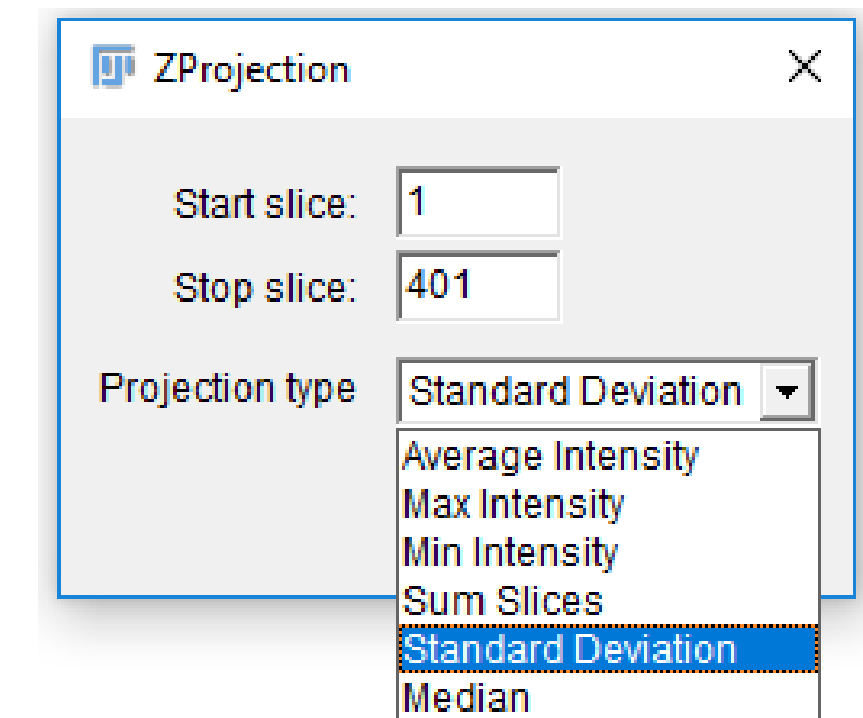 ZProjection
Start slice: 1
Stop slice: 401
Projection type Standard Deviation
Average Intensity
Max Intensity
Min Intensity
Sum Slices
Standard Deviation
Median